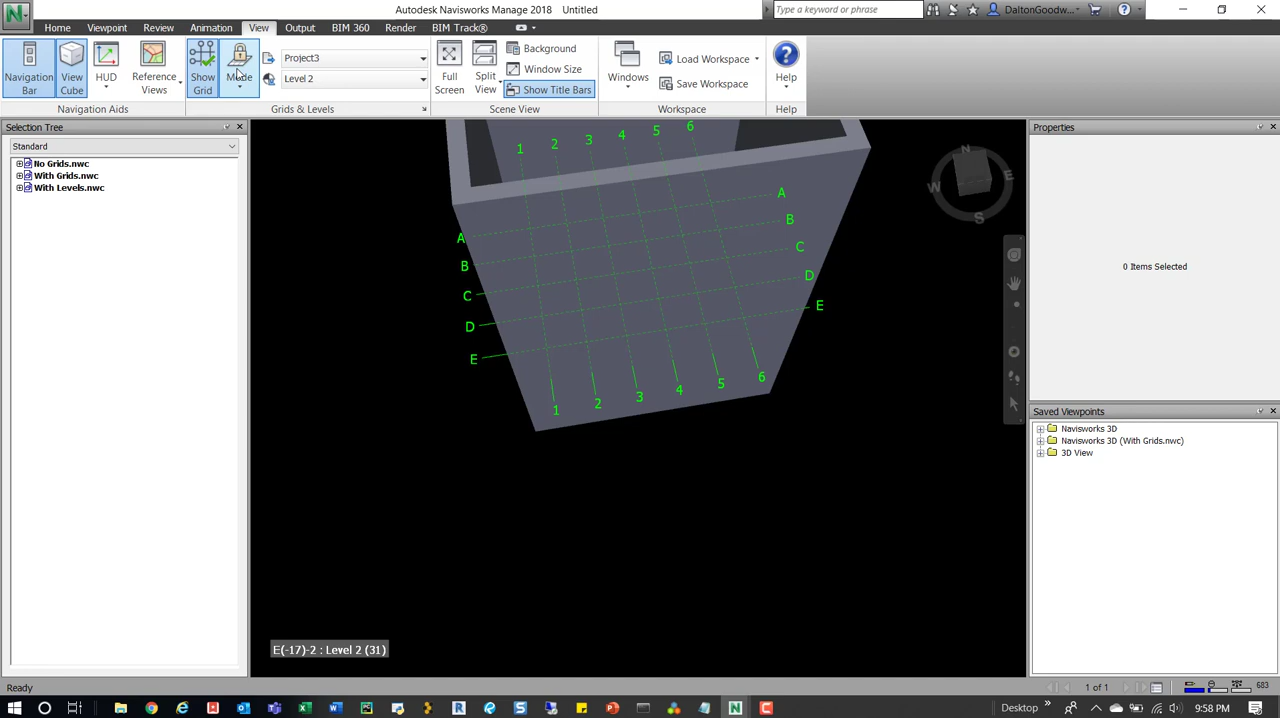 Autodesk Navisworks Manage 2018 Untitled
Type a keyword or phrase
DaltonGoodw...
Home Viewpoint Review Animation View Output BIM 360 Render BIM Track®
Navigation Bar
View Cube
HUD
Reference Views
Show Grid
Mode
Project3
Level 2
Full Screen
Split View
Background
Window Size
Show Title Bars
Windows
Load Workspace
Save Workspace
Help
Navigation Aids
Grids & Levels
Scene View
Workspace
Help
Selection Tree
Standard
No Grids.nwc
With Grids.nwc
With Levels.nwc
1 2 3 4 5 6
A A
B B
C C
D D
E E
1 2 3 4 5 6
N
W E
S
E(-17)-2 : Level 2 (31)
Properties
0 Items Selected
Saved Viewpoints
Navisworks 3D
Navisworks 3D (With Grids.nwc)
3D View
Ready
1 of 1
683
Desktop
9:58 PM